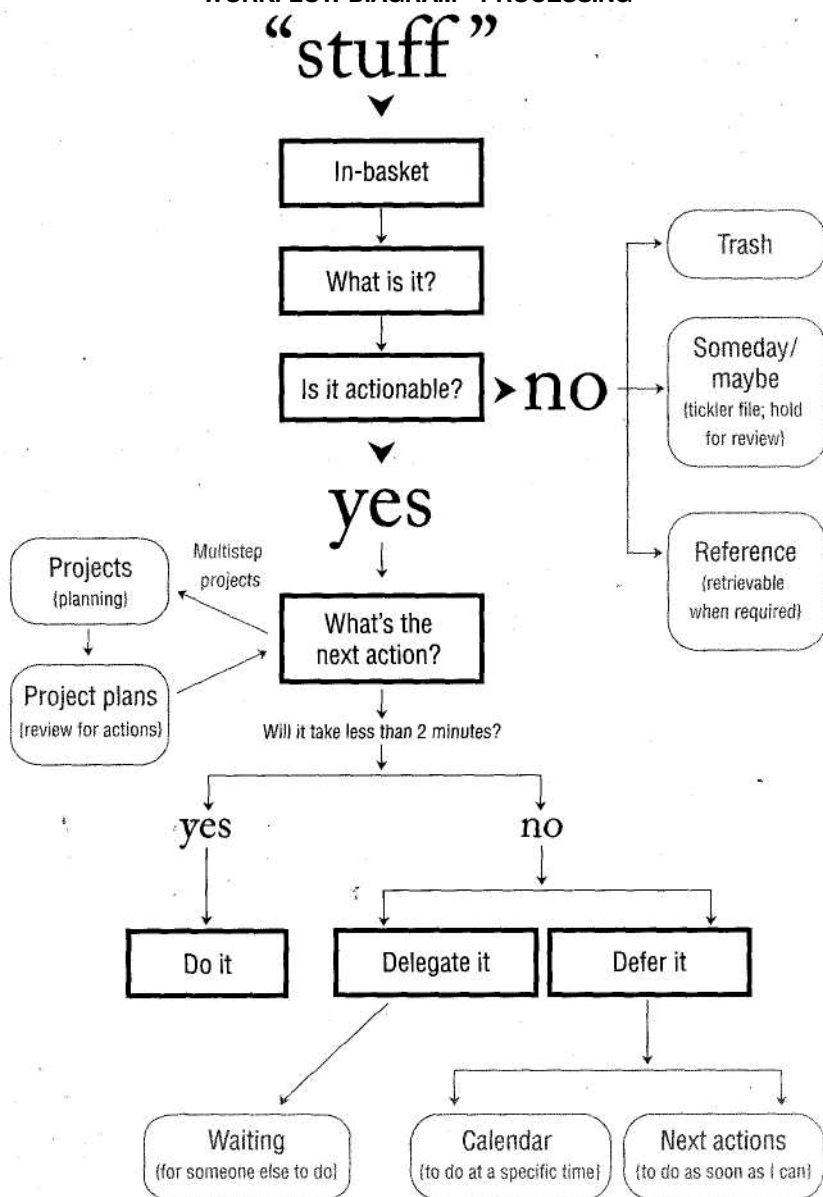 WORKFLOW DIAGRAM - PROCESSING
“stuff”
In-basket
What is it?
Is it actionable?
no
Trash
Someday/
maybe
{tickler file; hold
for review}
Reference
{retrievable
when required}
yes
Multistep
projects
Projects
{planning}
Project plans
{review for actions}
What’s the
next action?
Will it take less than 2 minutes?
yes
no
Do it
Delegate it
Defer it
Waiting
{for someone else to do}
Calendar
{to do at a specific time}
Next actions
{to do as soon as I can}